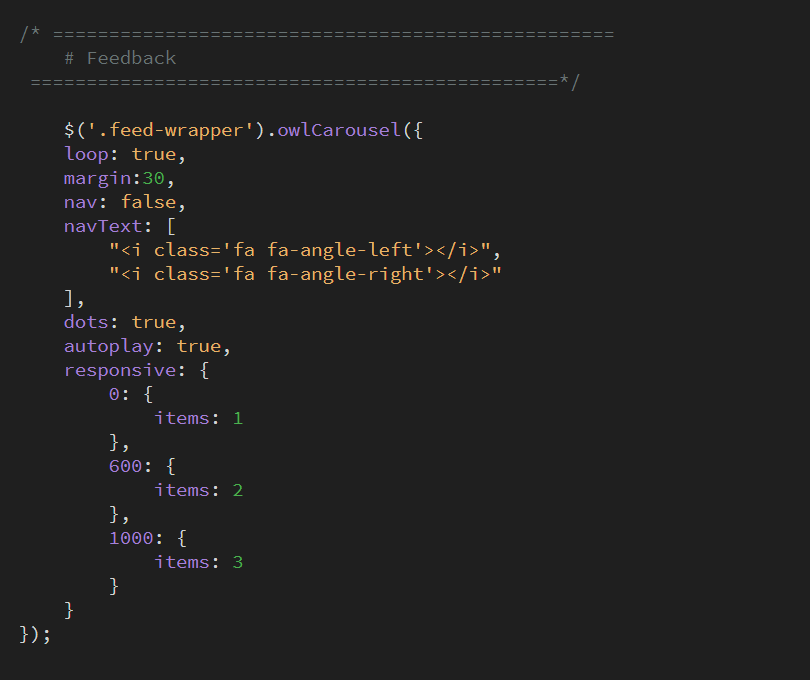 /* ==================================================
    # Feedback
 ===============================================*/

    $('.feed-wrapper').owlCarousel({
    loop: true,
    margin:30,
    nav: false,
    navText: [
        "<i class='fa fa-angle-left'></i>",
        "<i class='fa fa-angle-right'></i>"
    ],
    dots: true,
    autoplay: true,
    responsive: {
        0: {
            items: 1
        },
        600: {
            items: 2
        },
        1000: {
            items: 3
        }
    }
});